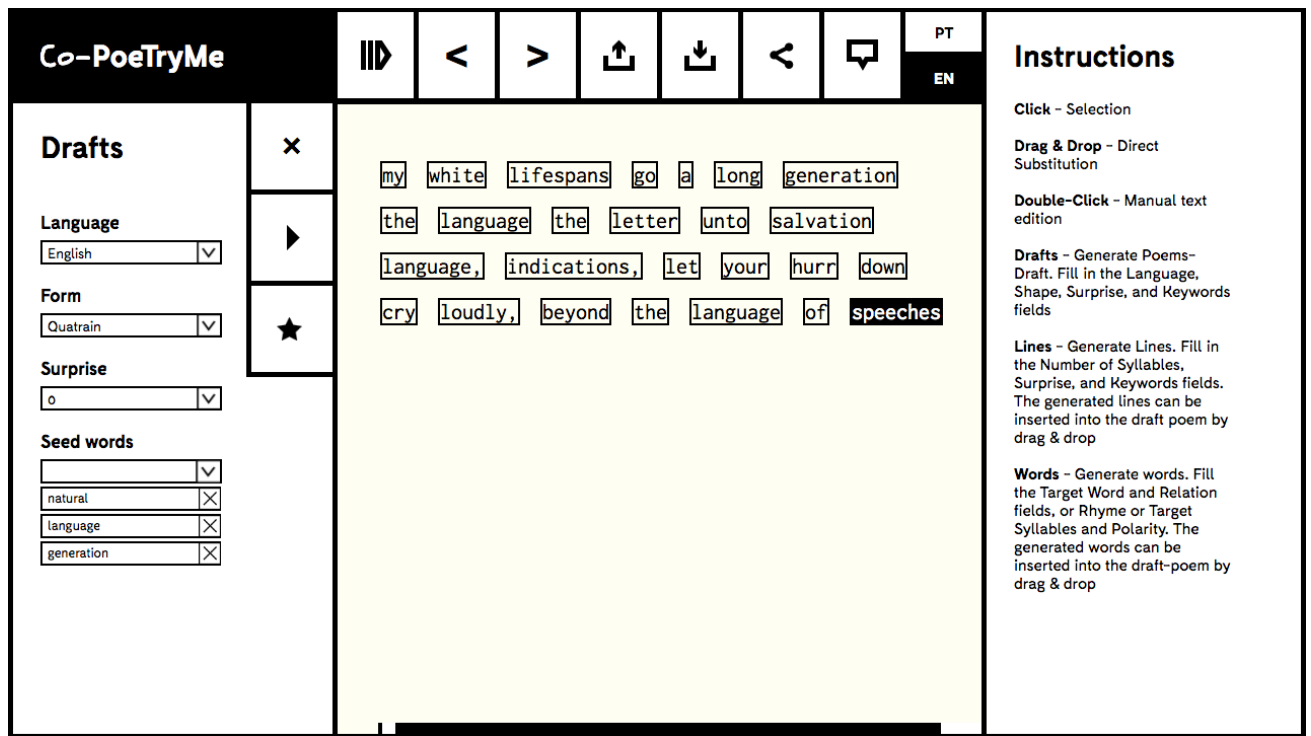 Co-PoeTryMe
<
>
PT
EN
Drafts
Language
English
Form
Quatrain
Surprise
0
Seed words
natural
language
generation
my white lifespans go a long generation
the language the letter unto salvation
language, indications, let your hurr down
cry loudly, beyond the language of speeches
Instructions
Click - Selection
Drag & Drop - Direct
Substitution
Double-Click - Manual text
edition
Drafts - Generate Poems-
Draft. Fill in the Language,
Shape, Surprise, and Keywords
fields
Lines - Generate Lines. Fill in
the Number of Syllables,
Surprise, and Keywords fields.
The generated lines can be
inserted into the draft poem by
drag & drop
Words - Generate words. Fill
the Target Word and Relation
fields, or Rhyme or Target
Syllables and Polarity. The
generated words can be
inserted into the draft-poem by
drag & drop